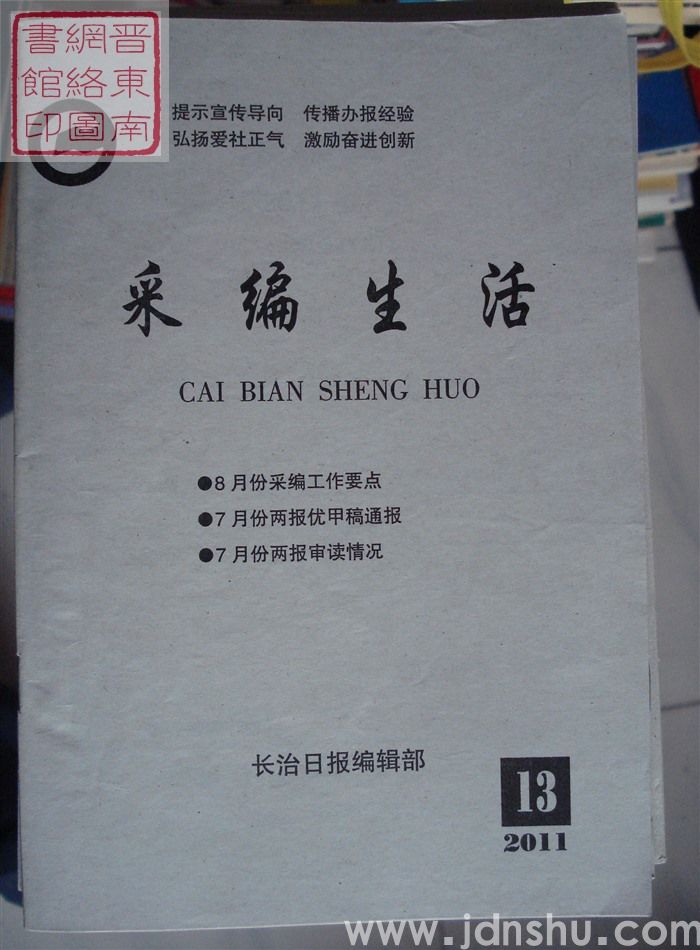 晋东南
網絡圖
書館印
提示宣传导向 传播办报经验
弘扬爱社正气 激励奋进创新
采编生活
CAI BIAN SHENG HUO
●8月份采编工作要点
●7月份两报优甲稿通报
●7月份两报审读情况
长治日报编辑部
13
2011
www.jdnshu.com